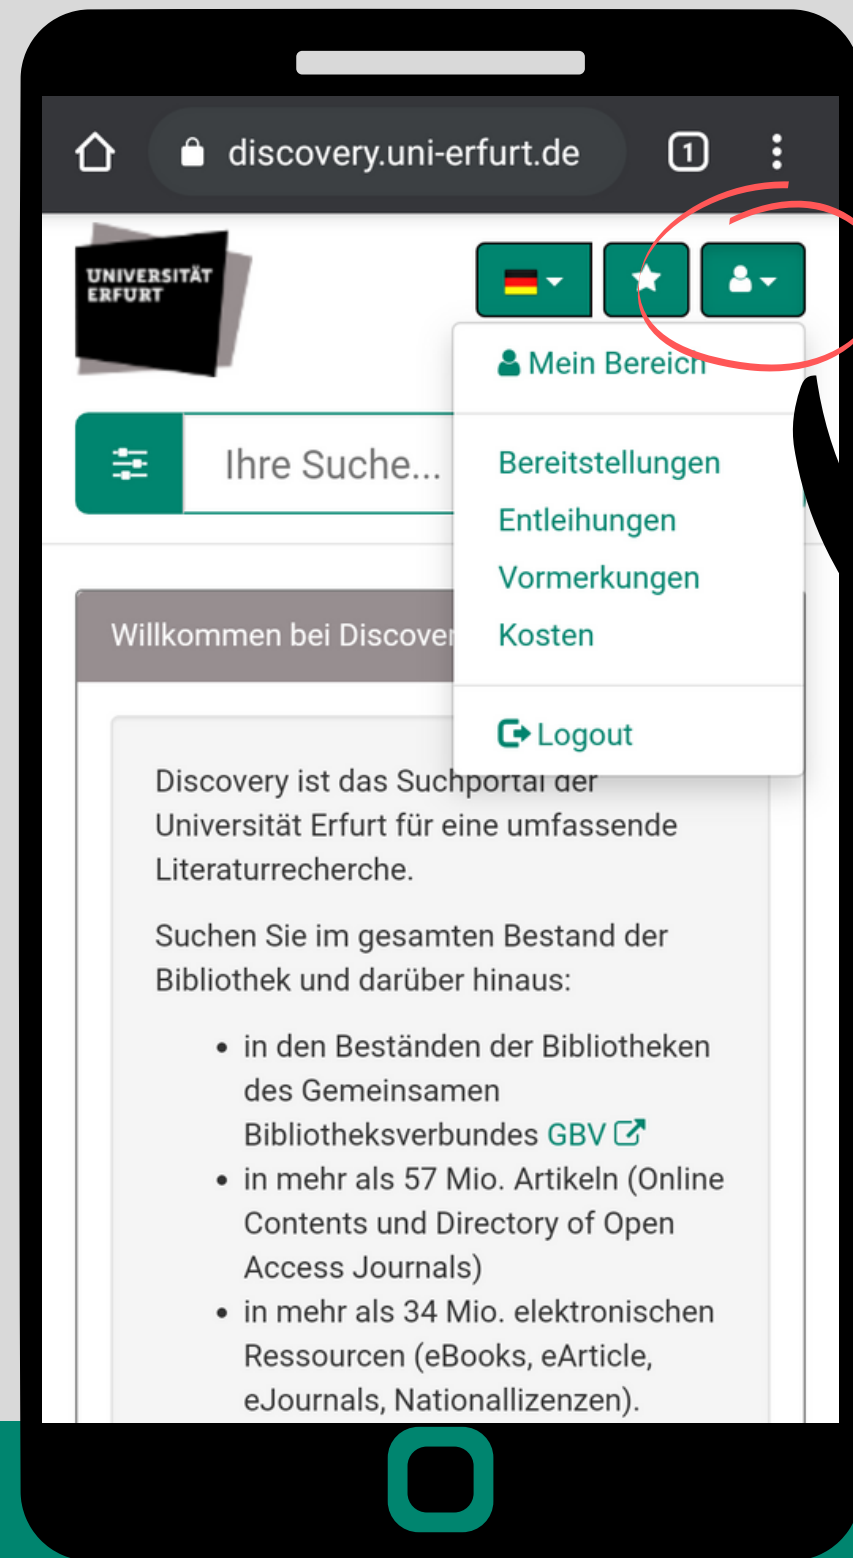 discovery.uni-erfurt.de
1
UNIVERSITÄT
ERFURT
Mein Bereich
Ihre Suche...
Bereitstellungen
Entleihungen
Vormerkungen
Kosten
Logout
Willkommen bei Discover
Discovery ist das Suchportal der
Universität Erfurt für eine umfassende
Literaturrecherche.
Suchen Sie im gesamten Bestand der
Bibliothek und darüber hinaus:
• in den Beständen der Bibliotheken
des Gemeinsamen
Bibliotheksverbundes GBV
• in mehr als 57 Mio. Artikeln (Online
Contents und Directory of Open
Access Journals)
• in mehr als 34 Mio. elektronischen
Ressourcen (eBooks, eArticle,
eJournals, Nationallizenzen).